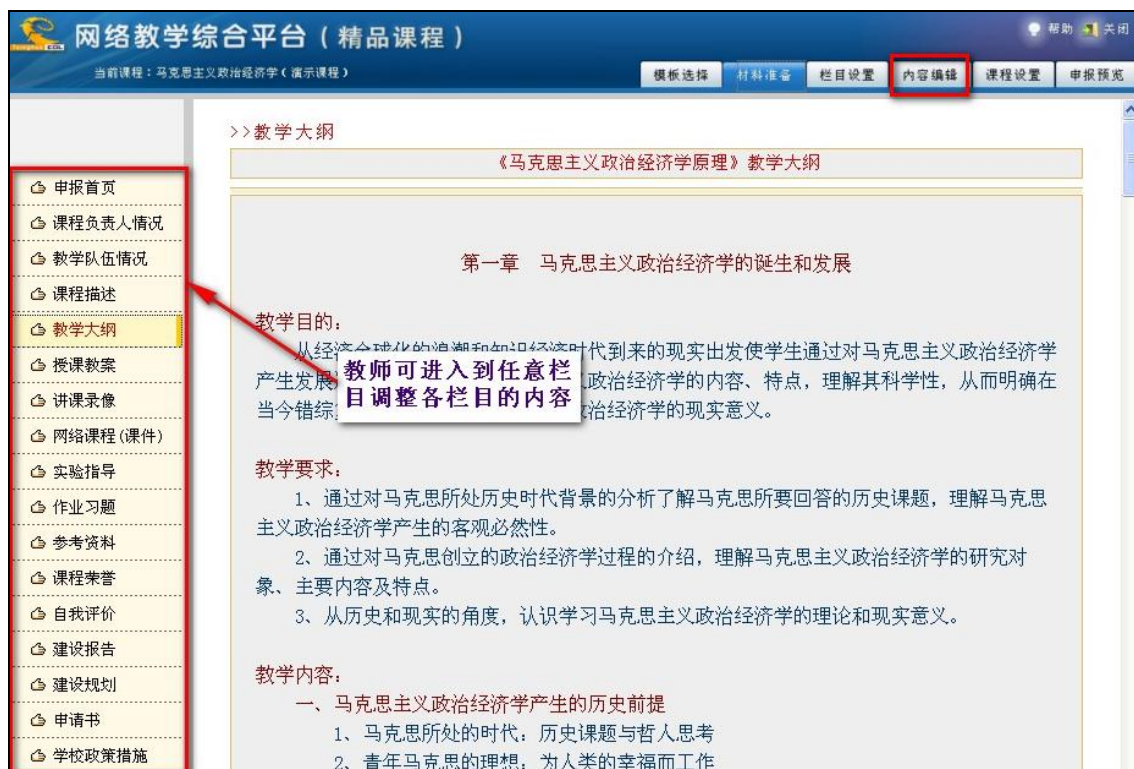 网络教学综合平台（精品课程）
帮助 关闭
当前课程：马克思主义政治经济学（演示课程）
模板选择 材料准备 栏目设置 内容编辑 课程设置 申报预览
>>教学大纲
《马克思主义政治经济学原理》教学大纲
申报首页
课程负责人情况
教学队伍情况
课程描述
教学大纲
授课教案
讲课录像
网络课程(课件)
实验指导
作业习题
参考资料
课程荣誉
自我评价
建设报告
建设规划
申请书
学校政策措施
第一章 马克思主义政治经济学的诞生和发展
教学目的：
从经济全球化的浪潮和知识经济时代到来的现实出发使学生通过对马克思主义政治经济学
产生发展
政治经济学的内容、特点，理解其科学性，从而明确在
当今错综
治经济学的现实意义。
教师可进入到任意栏
目调整各栏目的内容
教学要求：
1、通过对马克思所处历史时代背景的分析了解马克思所要回答的历史课题，理解马克思
主义政治经济学产生的客观必然性。
2、通过对马克思创立的政治经济学过程的介绍，理解马克思主义政治经济学的研究对
象、主要内容及特点。
3、从历史和现实的角度，认识学习马克思主义政治经济学的理论和现实意义。
教学内容：
一、马克思主义政治经济学产生的历史前提
1、马克思所处的时代：历史课题与哲人思考
2、青年马克思的理想：为人类的幸福而工作